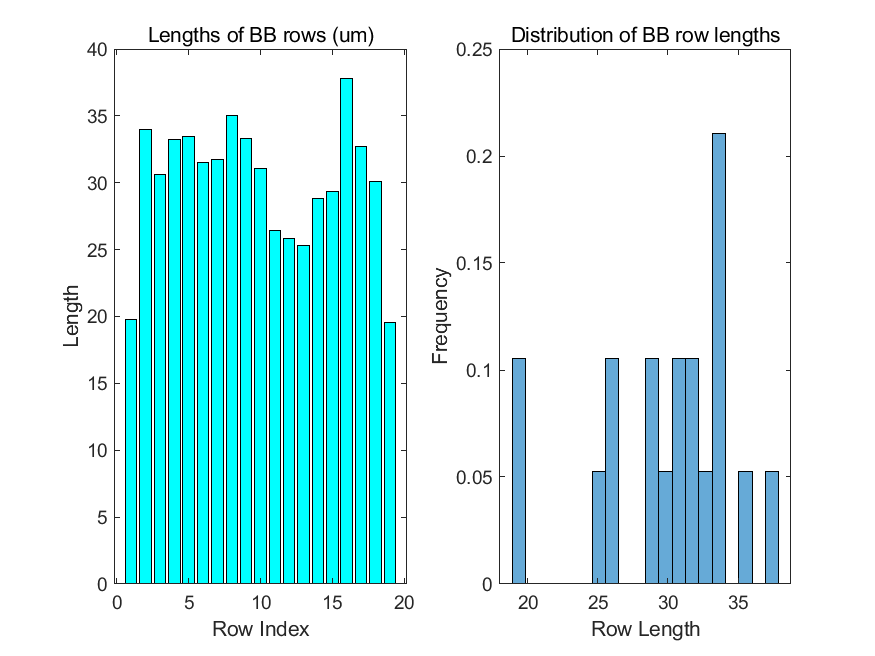 Lengths of BB rows (um)
40
35
30
25
20
15
10
5
0
0 5 10 15 20
Length
Row Index
Distribution of BB row lengths
0.25
0.2
0.15
0.1
0.05
0
20 25 30 35
Frequency
Row Length